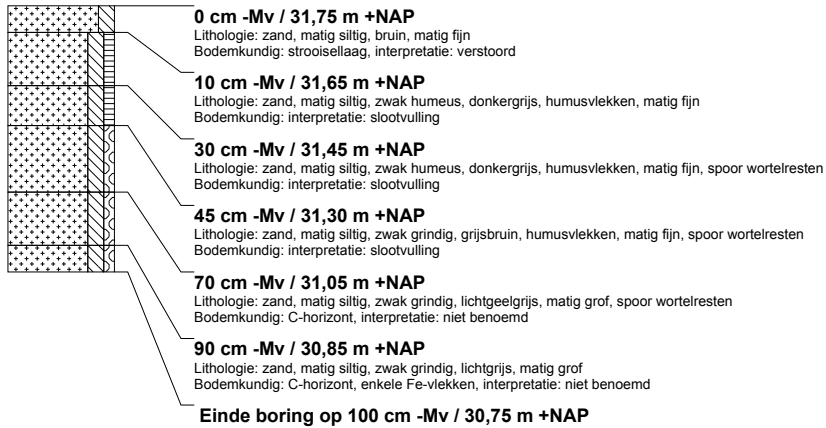 0 cm -Mv / 31,75 m +NAP
Lithologie: zand, matig siltig, bruin, matig fijn
Bodemkundig: strooisellaag, interpretatie: verstoord
10 cm -Mv / 31,65 m +NAP
Lithologie: zand, matig siltig, zwak humeus, donkergrijs, humusvlekken, matig fijn
Bodemkundig: interpretatie: slootvulling
30 cm -Mv / 31,45 m +NAP
Lithologie: zand, matig siltig, zwak humeus, donkergrijs, humusvlekken, matig fijn, spoor wortelresten
Bodemkundig: interpretatie: slootvulling
45 cm -Mv / 31,30 m +NAP
Lithologie: zand, matig siltig, zwak grindig, grijsbruin, humusvlekken, matig fijn, spoor wortelresten
Bodemkundig: interpretatie: slootvulling
70 cm -Mv / 31,05 m +NAP
Lithologie: zand, matig siltig, zwak grindig, lichtgeelgrijs, matig grof, spoor wortelresten
Bodemkundig: C-horizont, interpretatie: niet benoemd
90 cm -Mv / 30,85 m +NAP
Lithologie: zand, matig siltig, zwak grindig, lichtgrijs, matig grof
Bodemkundig: C-horizont, enkele Fe-vlekken, interpretatie: niet benoemd
Einde boring op 100 cm -Mv / 30,75 m +NAP